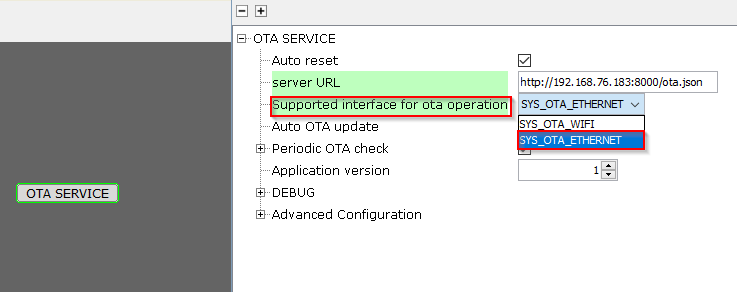 OTA SERVICE
Auto reset
server URL http://192.168.76.183:8000/ota.json
Supported interface for ota operation SYS_OTA_ETHERNET
SYS_OTA_WIFI
Auto OTA update
SYS_OTA_ETHERNET
Periodic OTA check
Application version 1
OTA SERVICE
DEBUG
Advanced Configuration